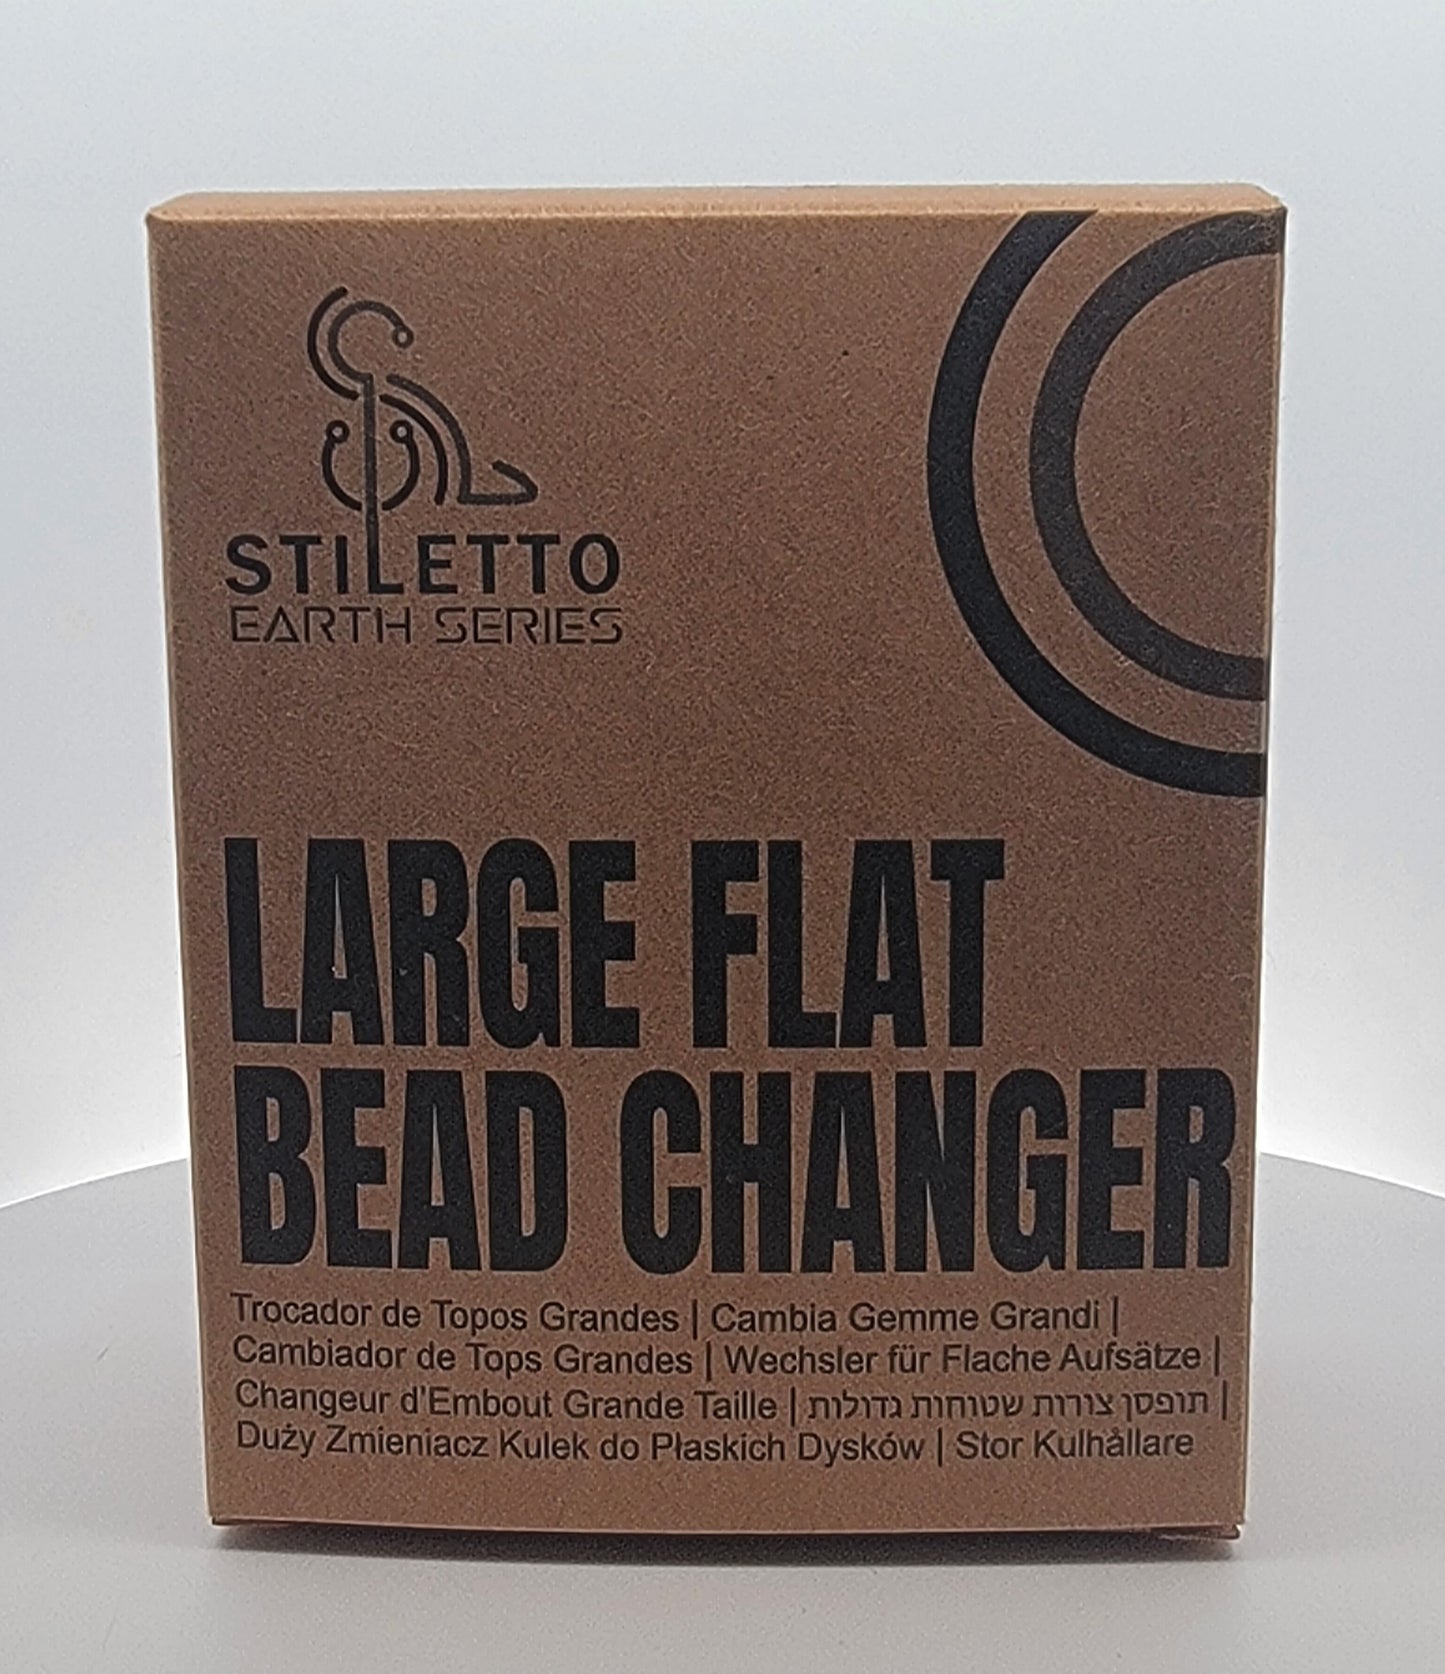 STILETTO
EARTH SERIES
LARGE FLAT
BEAD CHANGER
Trocador de Topos Grandes | Cambia Gemme Grandi |
Cambiador de Tops Grandes | Wechsler für Flache Aufsätze |
Changeur d'Embout Grande Taille | תופסן צורות שטוחות גדולות |
Duży Zmieniacz Kulek do Płaskich Dysków | Stor Kulhållare